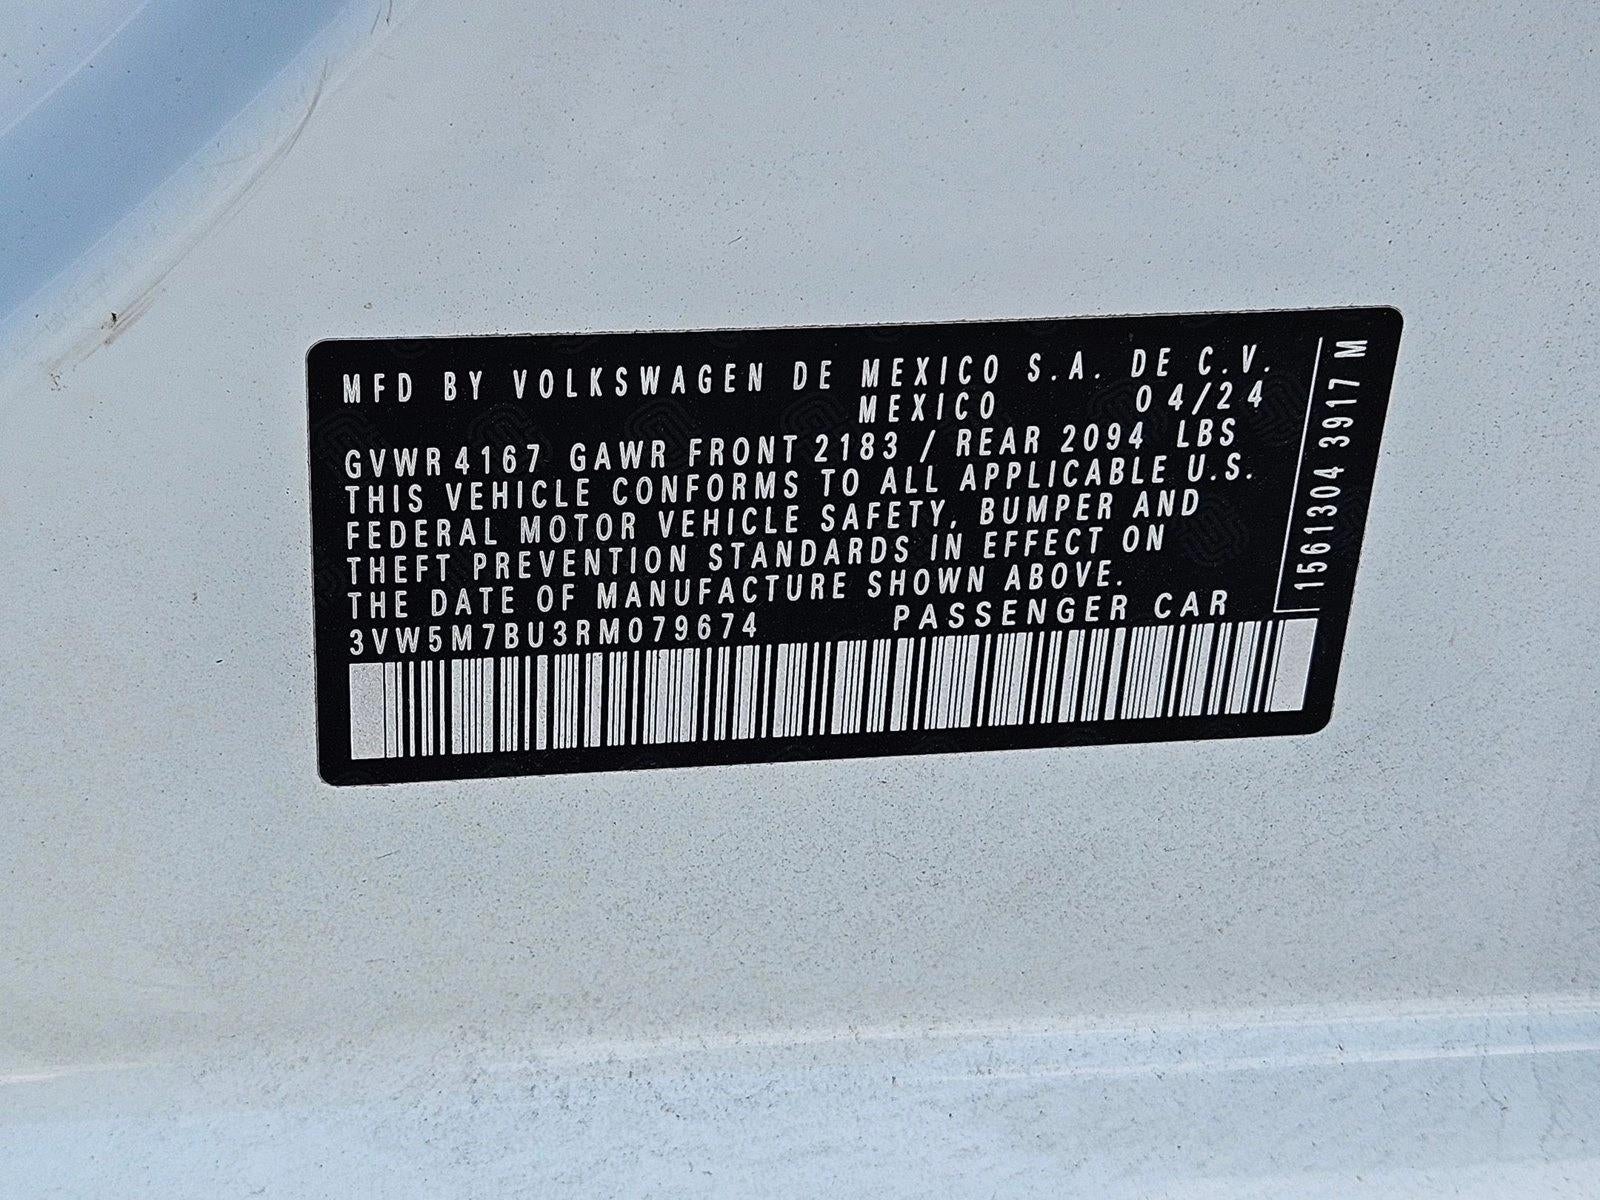 MFD BY VOLKSWAGEN DE MEXICO S.A. DE C.V.
MEXICO 04/24
GVWR 4167 GAWR FRONT 2183 / REAR 2094 LBS
THIS VEHICLE CONFORMS TO ALL APPLICABLE U.S.
FEDERAL MOTOR VEHICLE SAFETY, BUMPER AND
THEFT PREVENTION STANDARDS IN EFFECT ON
THE DATE OF MANUFACTURE SHOWN ABOVE.
3VW5M7BU3RM079674 PASSENGER CAR
1561304 3917 M